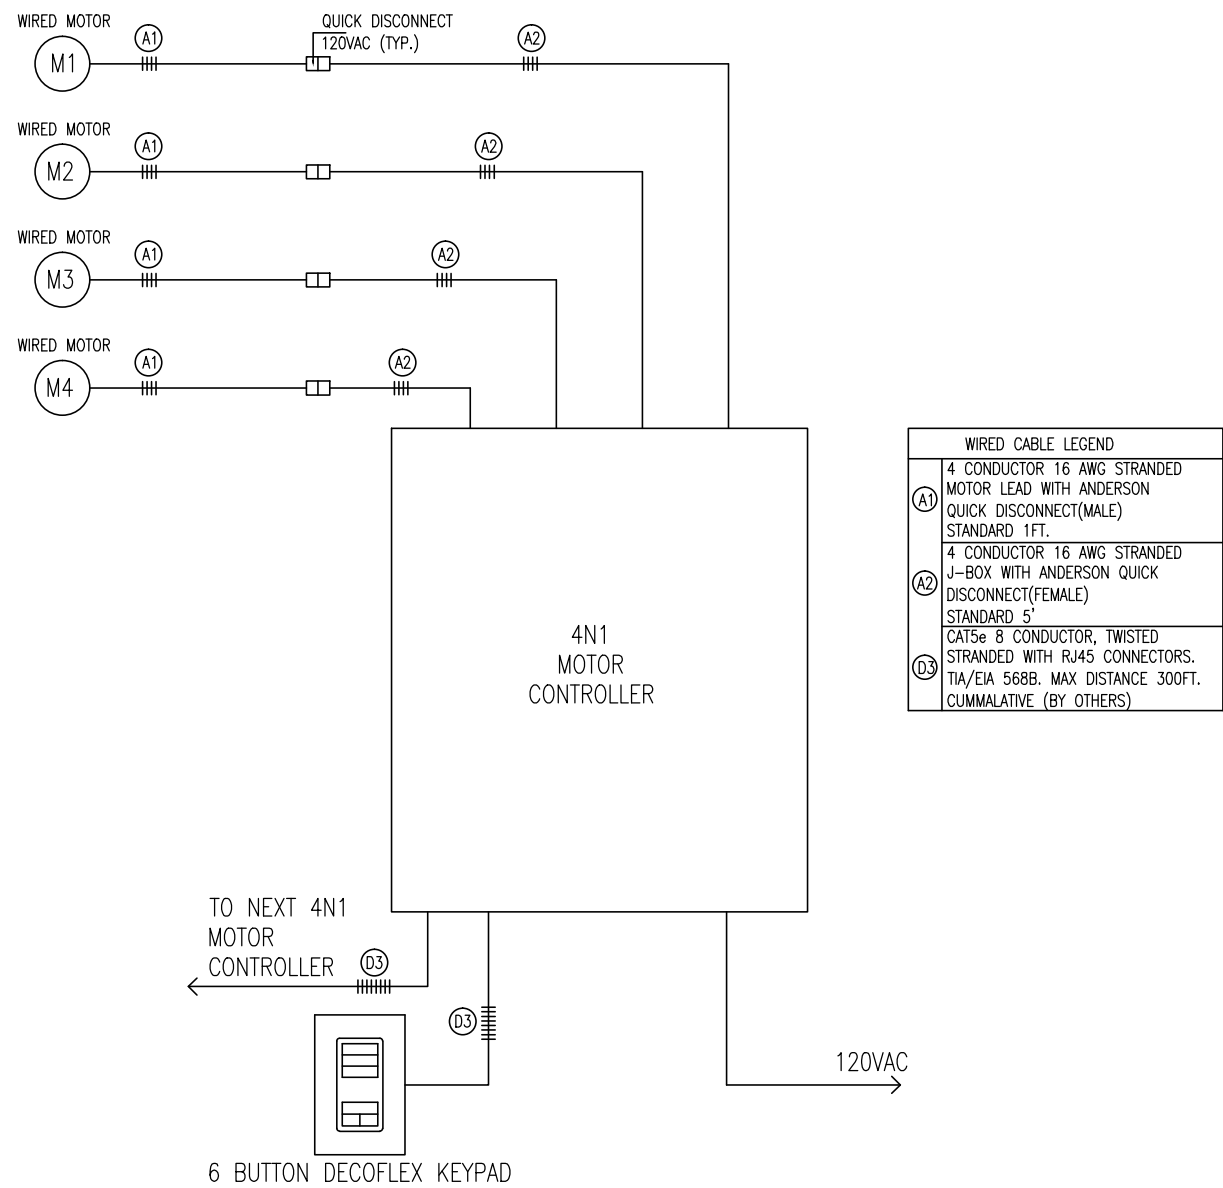 WIRED MOTOR
M1
A1
QUICK DISCONNECT
120VAC (TYP.)
A2
WIRED MOTOR
M2
A1
A2
WIRED MOTOR
M3
A1
A2
WIRED MOTOR
M4
A1
A2
4N1
MOTOR
CONTROLLER
WIRED CABLE LEGEND
A1
4 CONDUCTOR 16 AWG STRANDED
MOTOR LEAD WITH ANDERSON
QUICK DISCONNECT(MALE)
STANDARD 1FT.
A2
4 CONDUCTOR 16 AWG STRANDED
J-BOX WITH ANDERSON QUICK
DISCONNECT(FEMALE)
STANDARD 5'
D3
CAT5e 8 CONDUCTOR, TWISTED
STRANDED WITH RJ45 CONNECTORS.
TIA/EIA 568B. MAX DISTANCE 300FT.
CUMMALATIVE (BY OTHERS)
TO NEXT 4N1
MOTOR
CONTROLLER
D3
D3
120VAC
6 BUTTON DECOFLEX KEYPAD